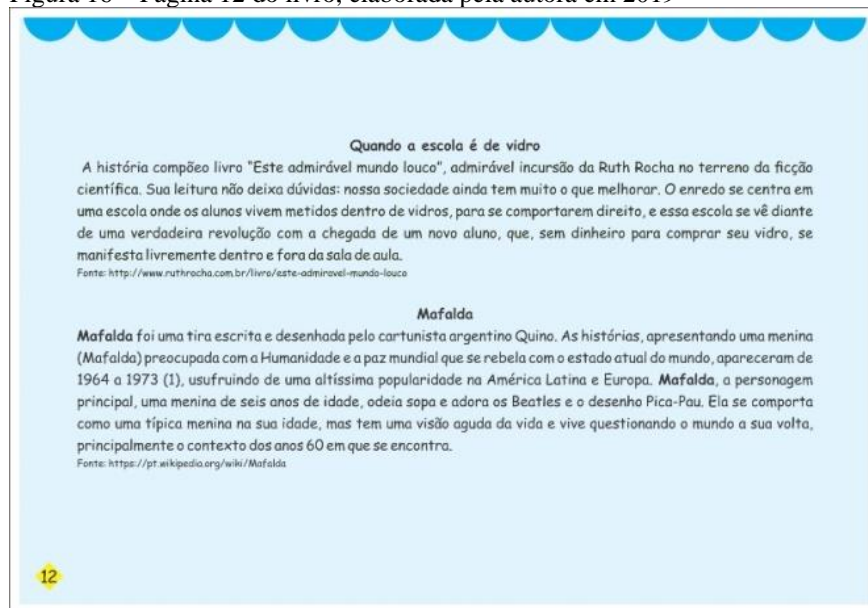 Figura 16 – Página 12 do livro, elaborada pela autora em 2019
Quando a escola é de vidro
A história compõeo livro "Este admirável mundo louco", admirável incursão da Ruth Rocha no terreno da ficção
científica. Sua leitura não deixa dúvidas: nossa sociedade ainda tem muito o que melhorar. O enredo se centra em
uma escola onde os alunos vivem metidos dentro de vidros, para se comportarem direito, e essa escola se vê diante
de uma verdadeira revolução com a chegada de um novo aluno, que, sem dinheiro para comprar seu vidro, se
manifesta livremente dentro e fora da sala de aula.
Fonte: http://www.ruthrocha.com.br/livro/este-admiravel-mundo-louco
Mafalda
Mafalda foi uma tira escrita e desenhada pelo cartunista argentino Quino. As histórias, apresentando uma menina
(Mafalda) preocupada com a Humanidade e a paz mundial que se rebela com o estado atual do mundo, apareceram de
1964 a 1973 (1), usufruindo de uma altíssima popularidade na América Latina e Europa. Mafalda, a personagem
principal, uma menina de seis anos de idade, odeia sopa e adora os Beatles e o desenho Pica-Pau. Ela se comporta
como uma típica menina na sua idade, mas tem uma visão aguda da vida e vive questionando o mundo a sua volta,
principalmente o contexto dos anos 60 em que se encontra.
Fonte: https://pt.wikipedia.org/wiki/Mafalda
12